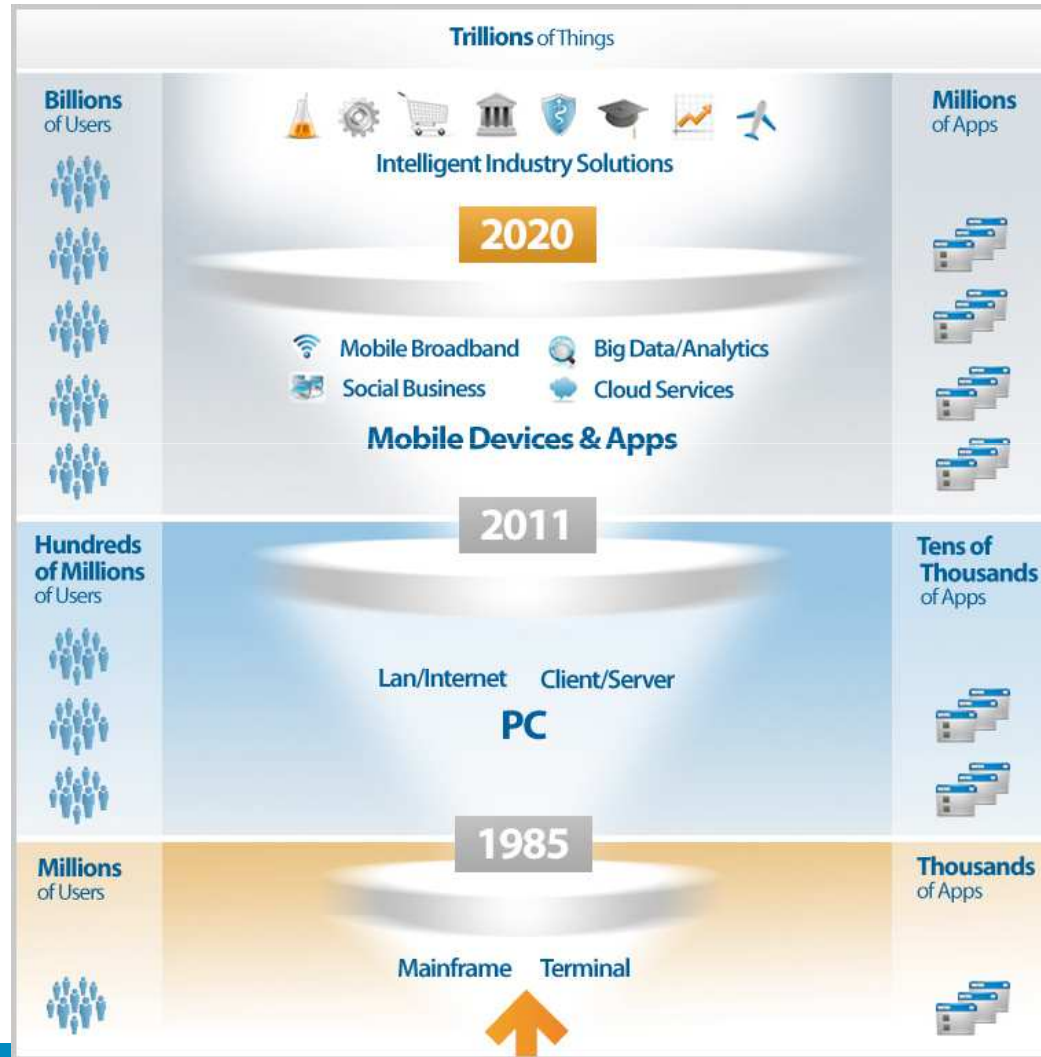 Trillions of Things
Billions
of Users
Millions
of Apps
Intelligent Industry Solutions
2020
Mobile Broadband
Big Data/Analytics
Social Business
Cloud Services
Mobile Devices & Apps
2011
Hundreds
of Millions
of Users
Tens of
Thousands
of Apps
Lan/Internet
Client/Server
PC
1985
Millions
of Users
Thousands
of Apps
Mainframe
Terminal